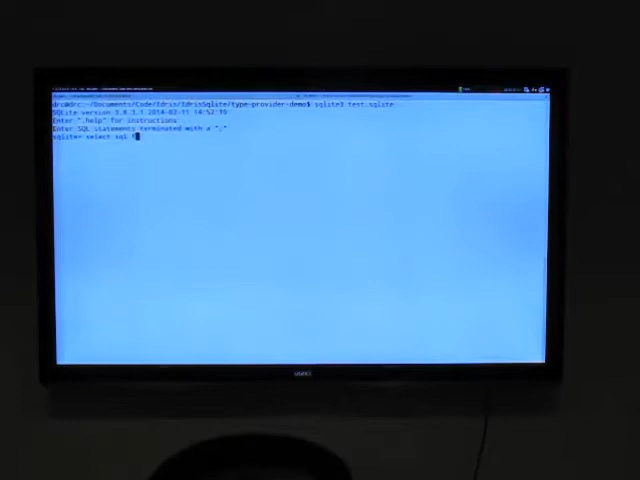 drc@drc:~/Documents/Code/Idris/IdrisSqlite/type-provider-demo$ sqlite3 test.sqlite
SQLite version 3.8.3.1 2014-02-11 14:52:19
Enter ".help" for instructions
Enter SQL statements terminated with a ";"
sqlite> select sql f